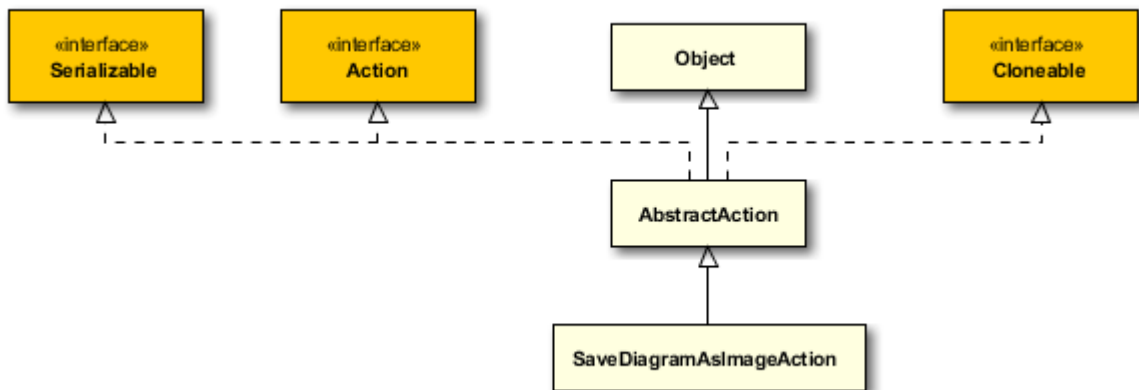 «interface»
Serializable
«interface»
Action
Object
«interface»
Cloneable
AbstractAction
SaveDiagramAsImageAction